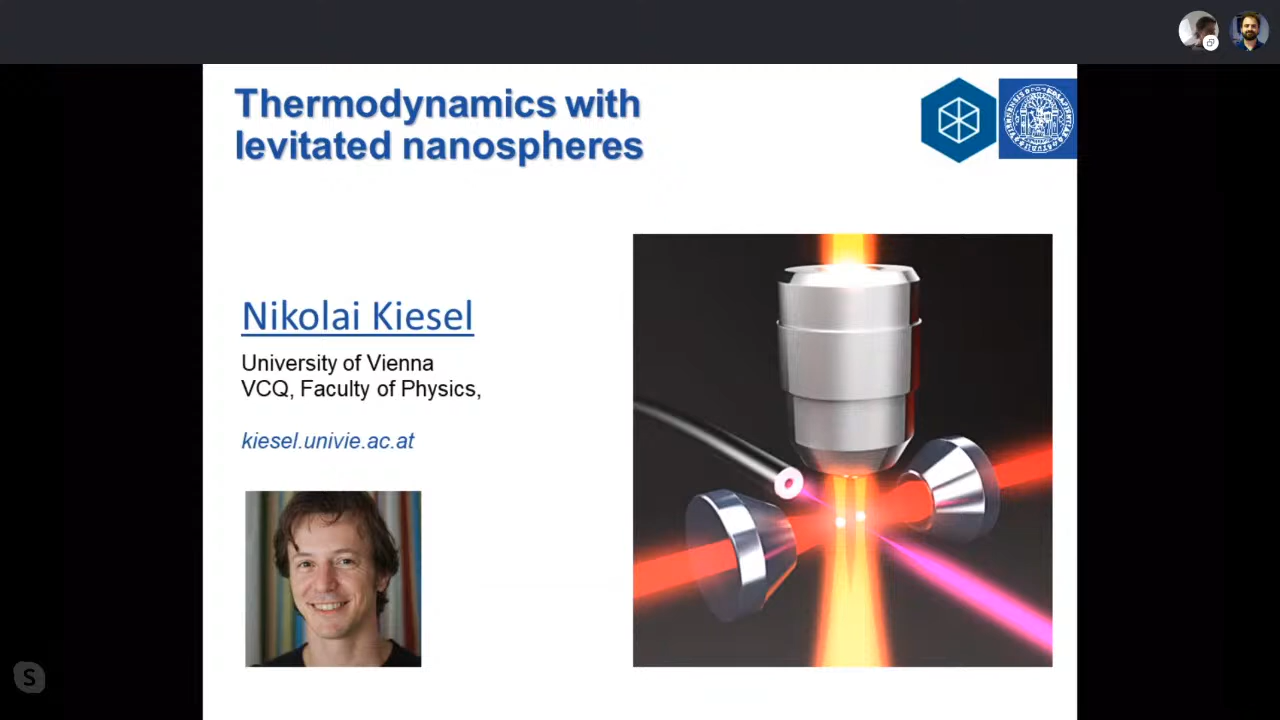 Thermodynamics with
levitated nanospheres
Nikolai Kiesel
University of Vienna
VCQ, Faculty of Physics,
kiesel.univie.ac.at
S